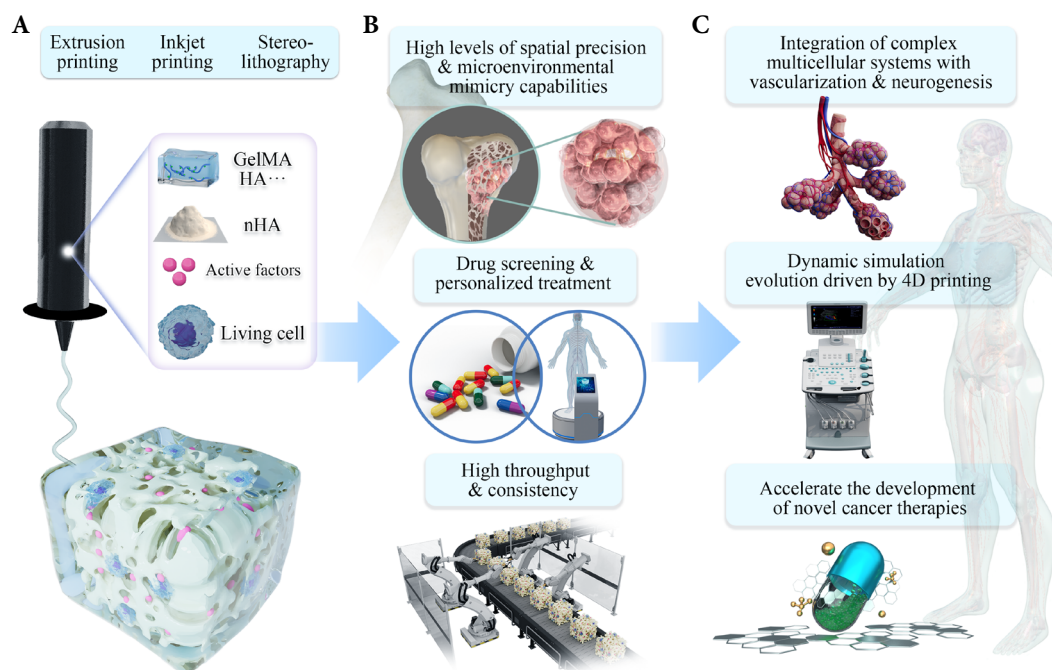 A
Extrusion
printing
Inkjet
printing
Stereo-
lithography
GelMA
HA···
nHA
Active factors
Living cell
B
High levels of spatial precision
& microenvironmental
mimicry capabilities
Drug screening &
personalized treatment
High throughput
& consistency
C
Integration of complex
multicellular systems with
vascularization & neurogenesis
Dynamic simulation
evolution driven by 4D printing
Accelerate the development
of novel cancer therapies